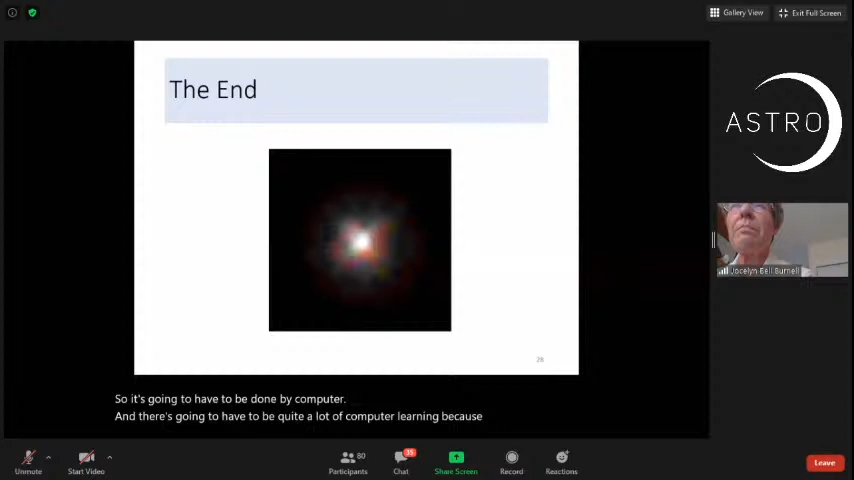 Gallery View
Exit Full Screen
The End
ASTRO
Jocelyn Bell Burnell
28
So it's going to have to be done by computer.
And there's going to have to be quite a lot of computer learning because
80
35
Unmute
Start Video
Participants
Chat
Share Screen
Record
Reactions
Leave